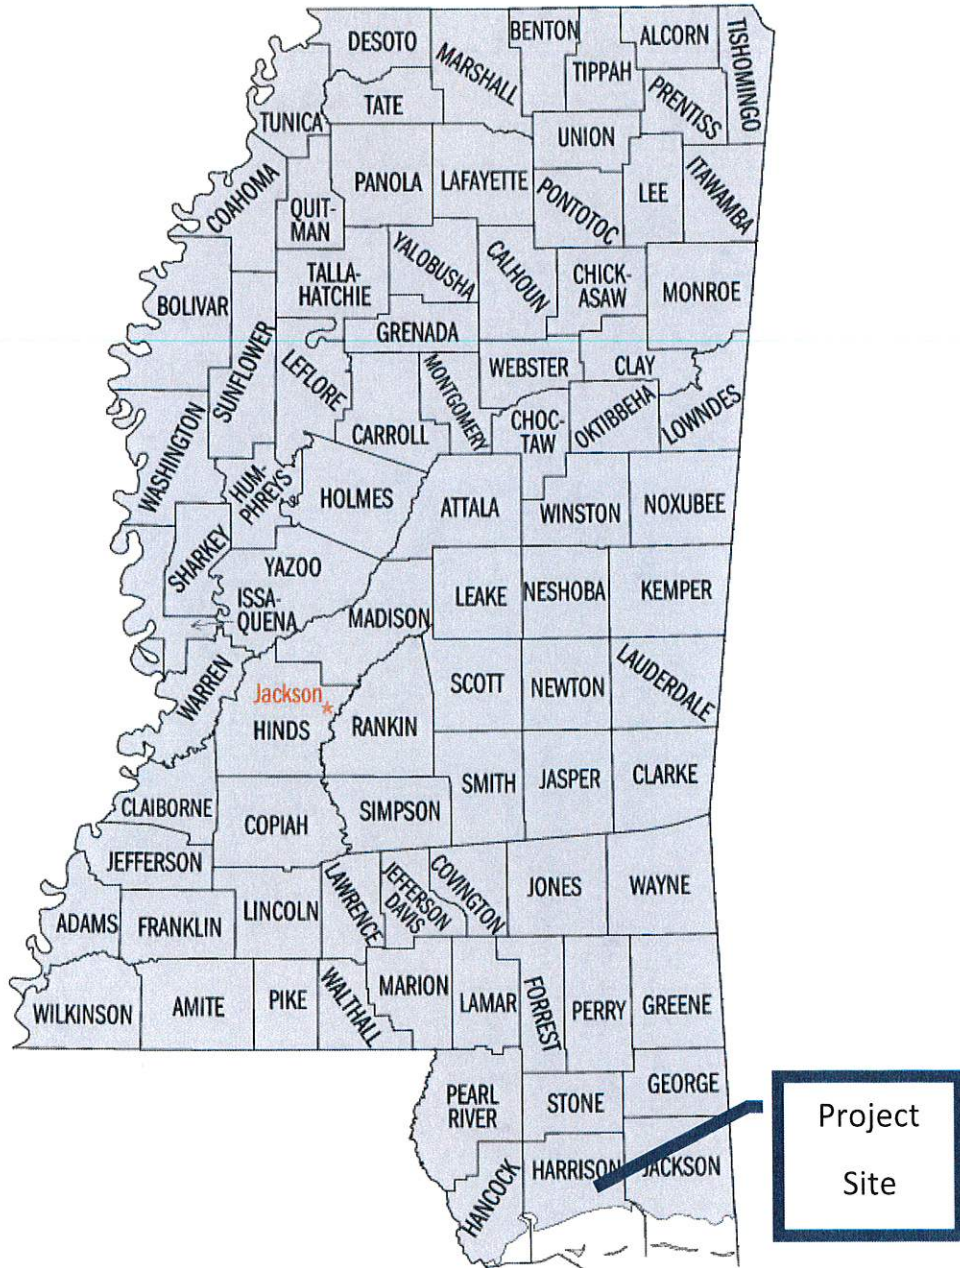 DESOTO
MARSHALL
BENTON
TIPPAH
ALCORN
TISHOMINGO
TUNICA
TATE
PRENTISS
UNION
COAHOMA
QUIT-
MAN
PANOLA
LAFAYETTE
PONTOTOC
LEE
ITAWAMBA
BOLIVAR
TALLA-
HATCHIE
YALOBUSHA
CALHOUN
CHICK-
ASAW
MONROE
SUNFLOWER
LEFLORE
GRENADA
WEBSTER
CLAY
WASHINGTON
CARROLL
MONTGOMERY
CHOC-
TAW
OKTIBBEHA
LOWNDES
HUM-
PHREYS
HOLMES
ATTALA
WINSTON
NOXUBEE
SHARKEY
YAZOO
ISSA-
QUENA
MADISON
LEAKE
NESHOBA
KEMPER
WARREN
Jackson
*
HINDS
RANKIN
SCOTT
NEWTON
LAUDERDALE
CLAIBORNE
COPIAH
SIMPSON
SMITH
JASPER
CLARKE
JEFFERSON
LINCOLN
LAWRENCE
JEFFERSON
DAVIS
COVINGTON
JONES
WAYNE
ADAMS
FRANKLIN
WILKINSON
AMITE
PIKE
WALTHALL
MARION
LAMAR
FORREST
PERRY
GREENE
PEARL
RIVER
STONE
GEORGE
HANCOCK
HARRISON
JACKSON
Project
Site